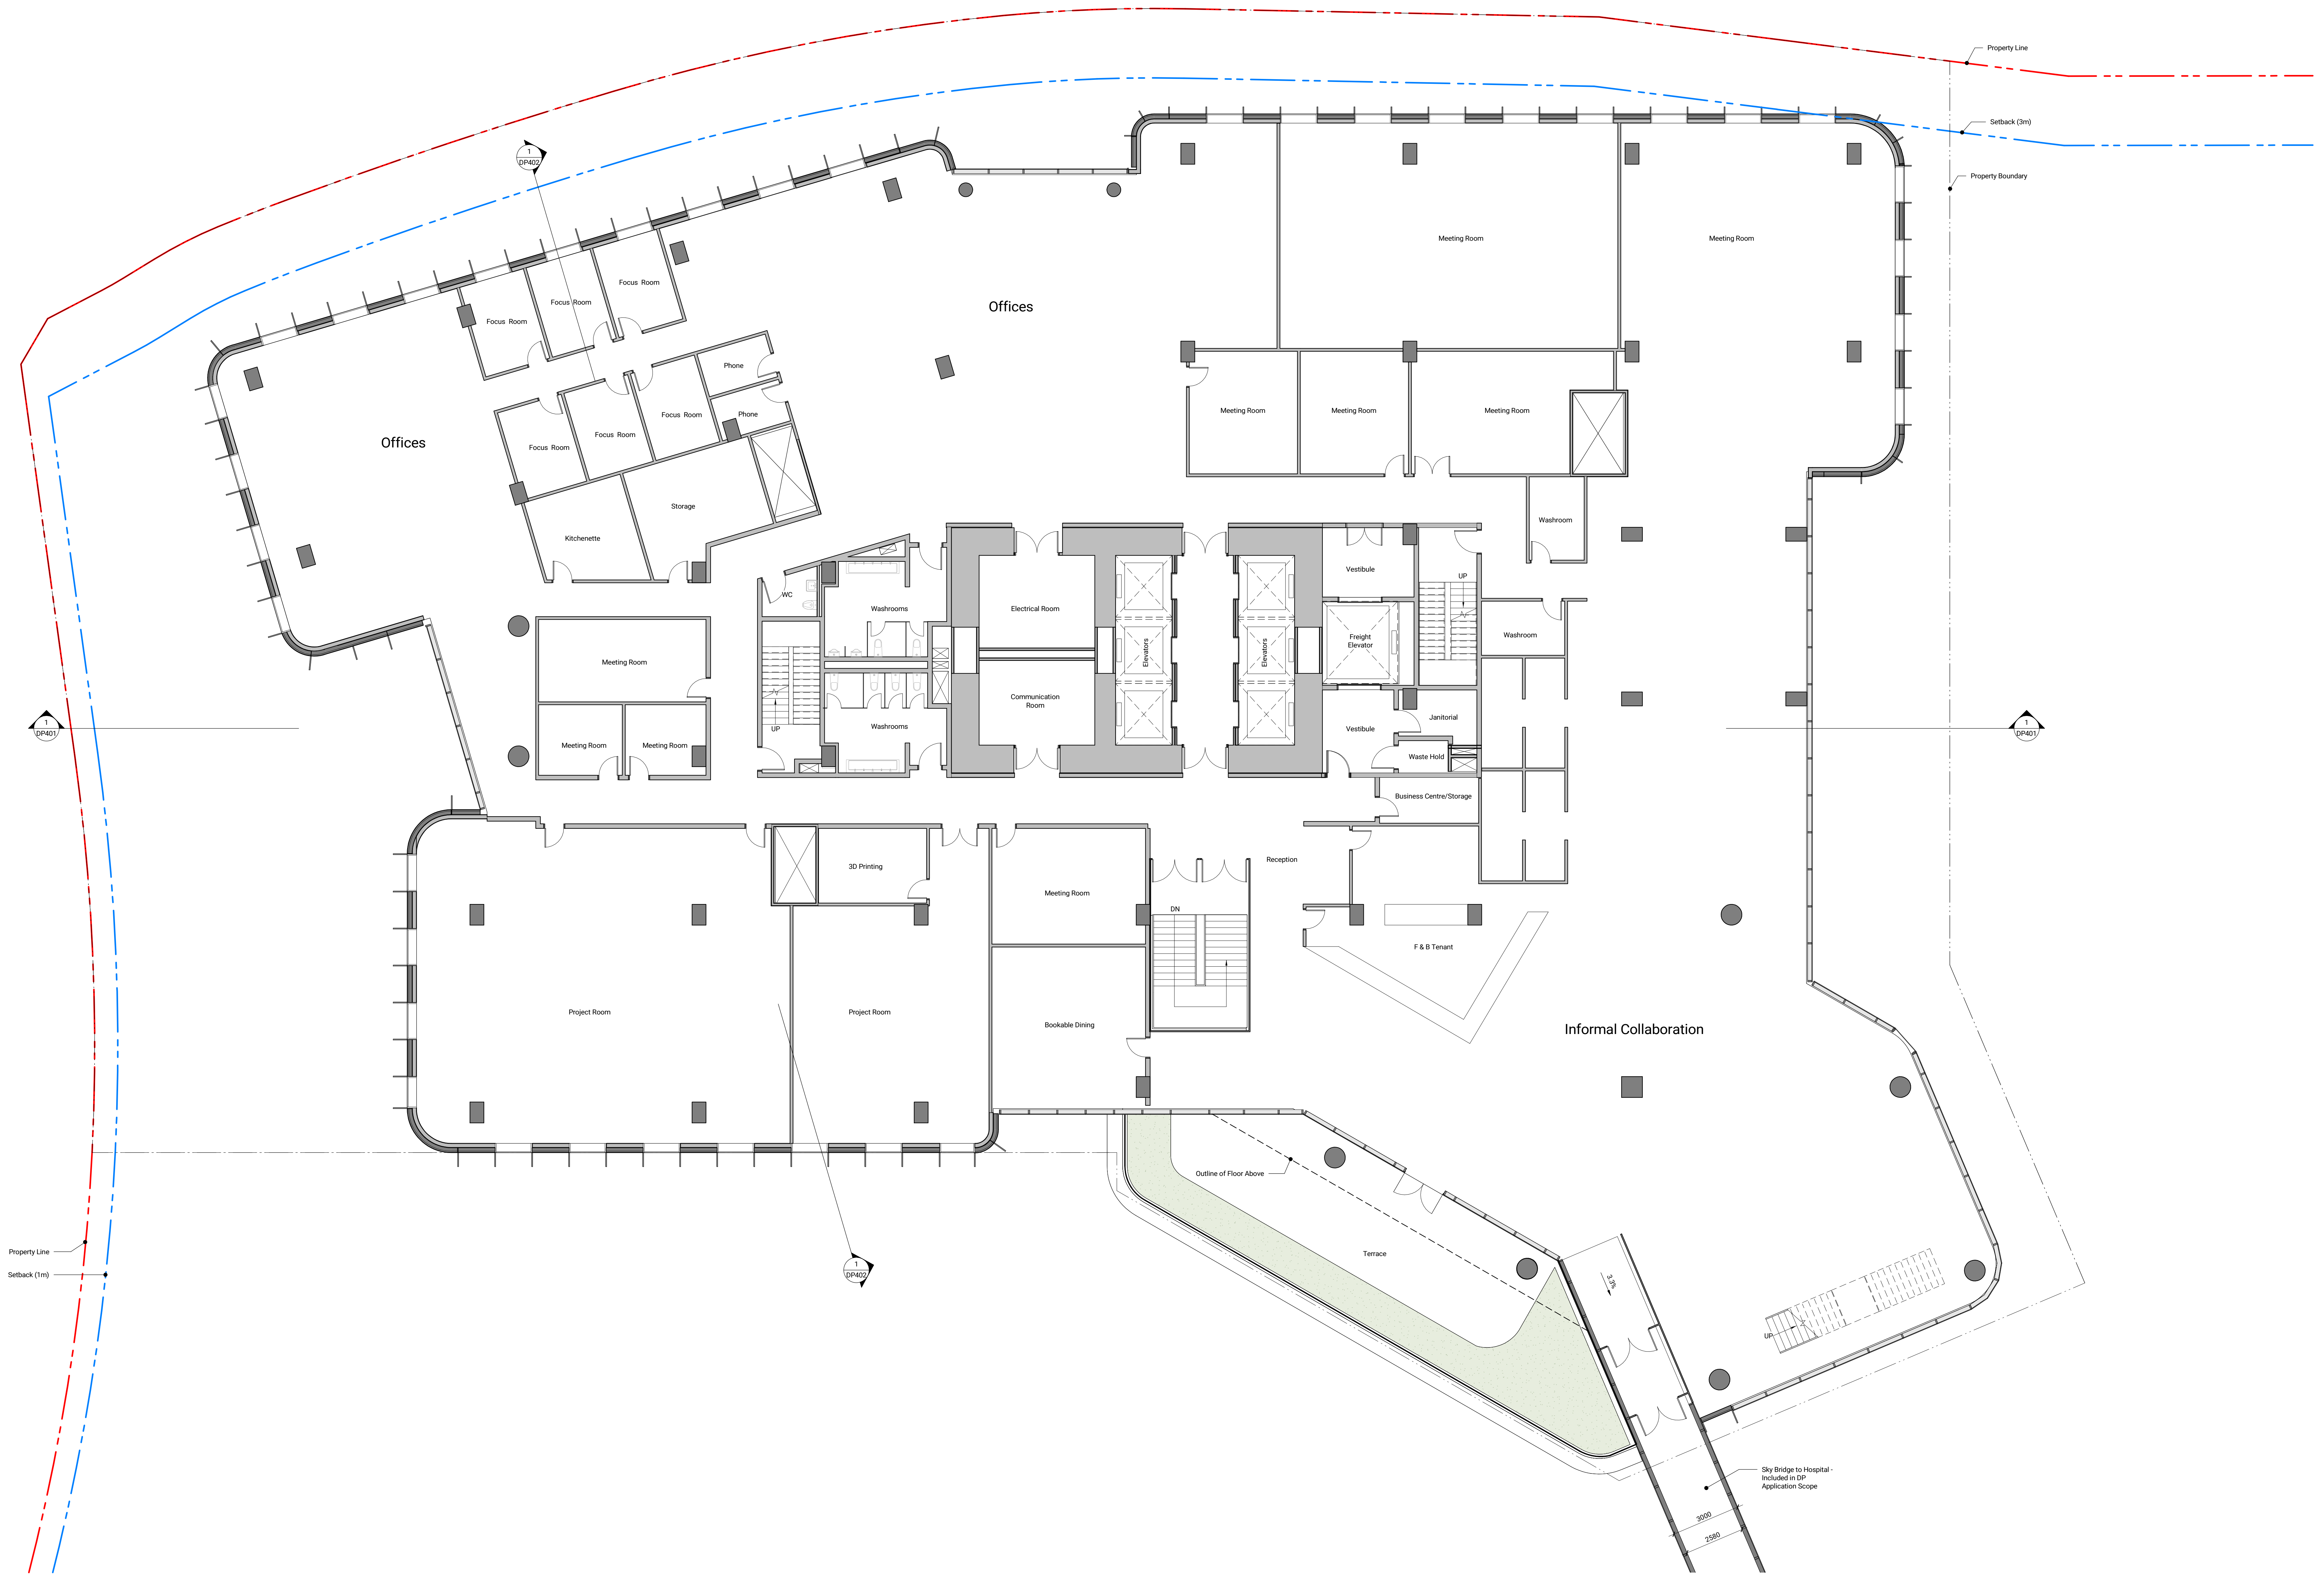 Property Line
Setback (3m)
1
DP402
Property Boundary
Meeting Room
Meeting Room
Focus Room
Focus Room
Offices
Focus Room
Phone
Meeting Room
Meeting Room
Meeting Room
Phone
Focus Room
Focus Room
Offices
Focus Room
Storage
Washroom
Kitchenette
Vestibule
UP
WC
Washrooms
Electrical Room
Washroom
Freight
Elevator
Elevators
Elevators
Meeting Room
Communication
Room
Janitorial
1
DP401
Washrooms
UP
Vestibule
1
DP401
Meeting Room
Meeting Room
Waste Hold
Business Centre/Storage
Reception
3D Printing
Meeting Room
DN
F & B Tenant
Project Room
Project Room
Bookable Dining
Informal Collaboration
Outline of Floor Above
Property Line
Terrace
1
DP402
Setback (1m)
3.3%
UP
Sky Bridge to Hospital -
Included in DP
Application Scope
3000
2580